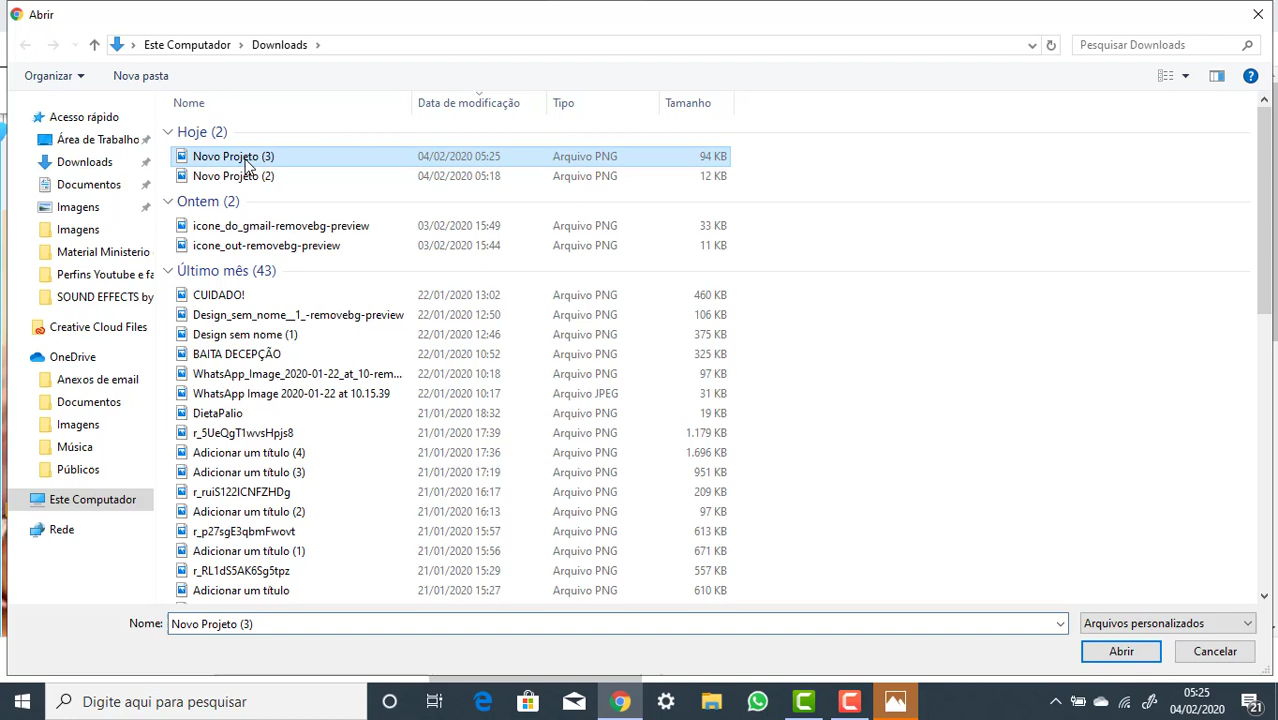 Abrir
Este Computador > Downloads >
Pesquisar Downloads
Organizar
Nova pasta
Nome
Data de modificação
Tipo
Tamanho
Acesso rápido
Área de Trabalho
Downloads
Documentos
Imagens
Imagens
Material Ministerio
Perfins Youtube e fa
SOUND EFFECTS by
Creative Cloud Files
OneDrive
Anexos de email
Documentos
Imagens
Música
Públicos
Este Computador
Rede
Hoje (2)
Novo Projeto (3) 04/02/2020 05:25 Arquivo PNG 94 KB
Novo Projeto (2) 04/02/2020 05:18 Arquivo PNG 12 KB
Ontem (2)
icone_do_gmail-removebg-preview 03/02/2020 15:49 Arquivo PNG 33 KB
icone_out-removebg-preview 03/02/2020 15:44 Arquivo PNG 11 KB
Último mês (43)
CUIDADO! 22/01/2020 13:02 Arquivo PNG 460 KB
Design_sem_nome__1_-removebg-preview 22/01/2020 12:50 Arquivo PNG 106 KB
Design sem nome (1) 22/01/2020 12:46 Arquivo PNG 375 KB
BAITA DECEPÇÃO 22/01/2020 10:52 Arquivo PNG 325 KB
WhatsApp_Image_2020-01-22_at_10-rem... 22/01/2020 10:18 Arquivo PNG 97 KB
WhatsApp Image 2020-01-22 at 10.15.39 22/01/2020 10:17 Arquivo JPEG 31 KB
DietaPalio 21/01/2020 18:32 Arquivo PNG 19 KB
r_5UeQgT1wvsHpjs8 21/01/2020 17:39 Arquivo PNG 1.179 KB
Adicionar um título (4) 21/01/2020 17:36 Arquivo PNG 1.696 KB
Adicionar um título (3) 21/01/2020 17:19 Arquivo PNG 951 KB
r_ruiS122ICNFZHDg 21/01/2020 16:17 Arquivo PNG 209 KB
Adicionar um título (2) 21/01/2020 16:13 Arquivo PNG 97 KB
r_p27sgE3qbmFwovt 21/01/2020 15:57 Arquivo PNG 613 KB
Adicionar um título (1) 21/01/2020 15:56 Arquivo PNG 671 KB
r_RL1dS5AK6Sg5tpz 21/01/2020 15:29 Arquivo PNG 557 KB
Adicionar um título 21/01/2020 15:27 Arquivo PNG 610 KB
Nome: Novo Projeto (3)
Arquivos personalizados
Abrir
Cancelar
Digite aqui para pesquisar
05:25
04/02/2020
21